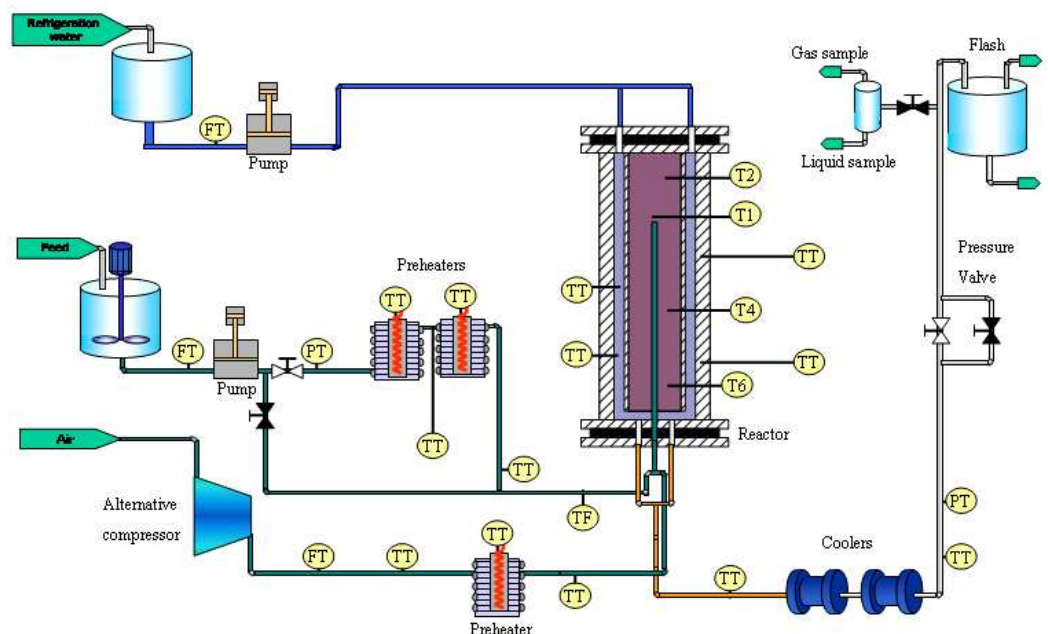 Refrigeration
water
FT
Pump
Gas sample
Flash
Liquid sample
T2
T1
TT
TT
T4
TT
TT
T6
Reactor
Pressure
Valve
Feed
Preheaters
TT
TT
FT
PT
Pump
TT
TT
TF
Air
Alternative
compressor
FT
TT
TT
TT
Preheater
TT
Coolers
PT
TT